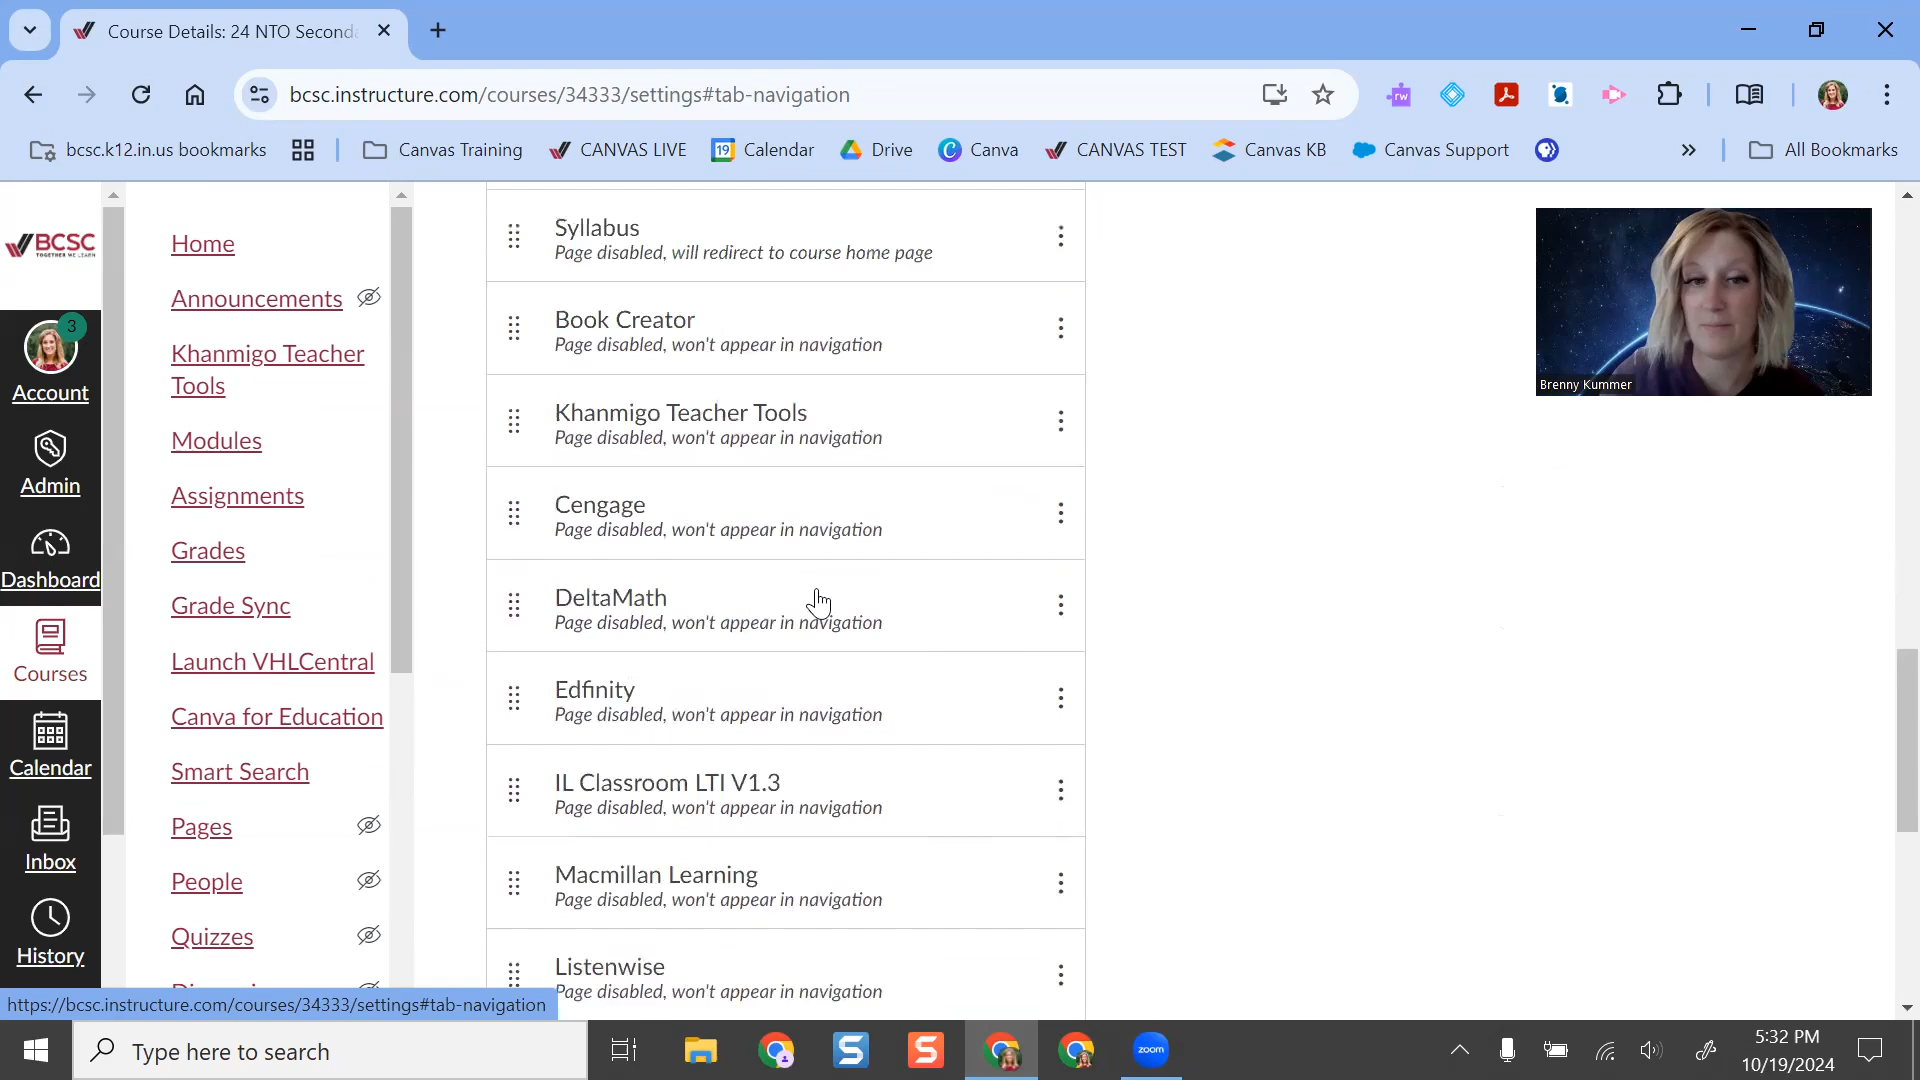 Course Details: 24 NTO Seconda
bcsc.instructure.com/courses/34333/settings#tab-navigation
rw
bcsc.k12.in.us bookmarks
Canvas Training
CANVAS LIVE
19
Calendar
Drive
Canva
CANVAS TEST
Canvas KB
Canvas Support
All Bookmarks
BCSC
TOGETHER WE LEARN
3
Account
Admin
Dashboard
Courses
Calendar
Inbox
History
Home
Announcements
Khanmigo Teacher
Tools
Modules
Assignments
Grades
Grade Sync
Launch VHLCentral
Canva for Education
Smart Search
Pages
People
Quizzes
Syllabus
Page disabled, will redirect to course home page
Book Creator
Page disabled, won't appear in navigation
Khanmigo Teacher Tools
Page disabled, won't appear in navigation
Cengage
Page disabled, won't appear in navigation
DeltaMath
Page disabled, won't appear in navigation
Edfinity
Page disabled, won't appear in navigation
IL Classroom LTI V1.3
Page disabled, won't appear in navigation
Macmillan Learning
Page disabled, won't appear in navigation
Listenwise
Page disabled, won't appear in navigation
Brenny Kummer
https://bcsc.instructure.com/courses/34333/settings#tab-navigation
Type here to search
S
S
zoom
5:32 PM
10/19/2024